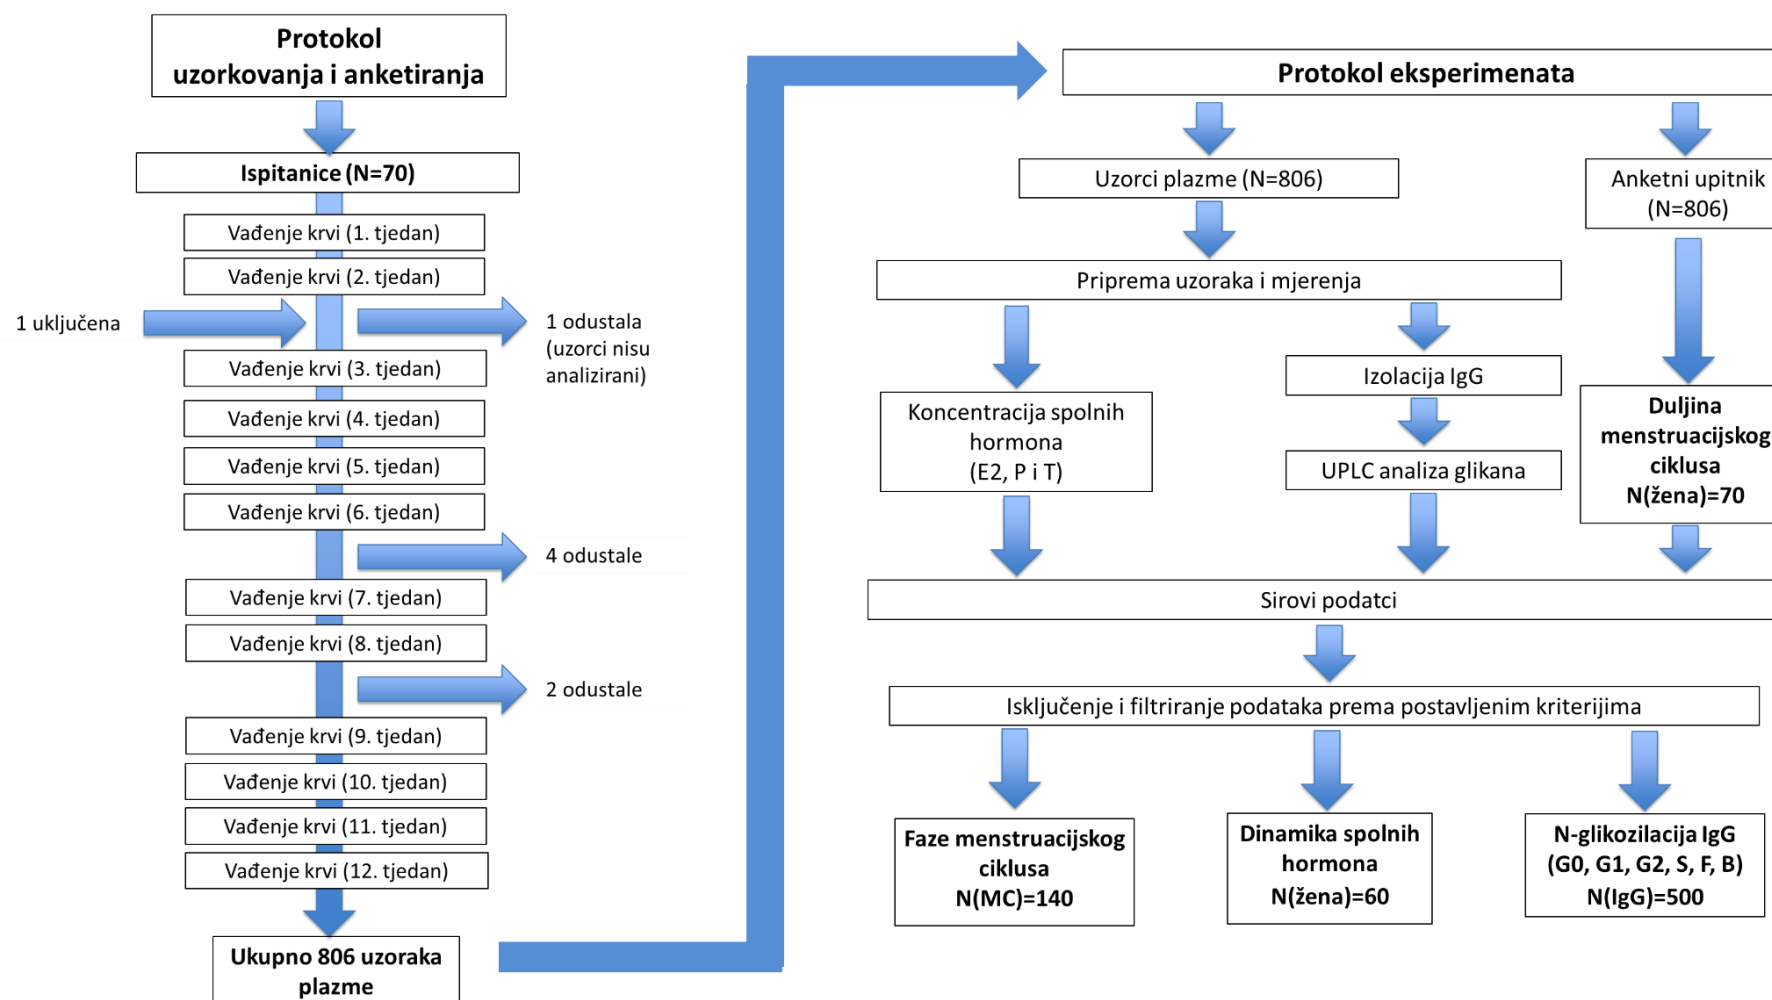 Protokol
uzorkovanja i anketiranja
Ispitanice (N=70)
Vađenje krvi (1. tjedan)
Vađenje krvi (2. tjedan)
1 uključena
1 odustala
(uzorci nisu
analizirani)
Vađenje krvi (3. tjedan)
Vađenje krvi (4. tjedan)
Vađenje krvi (5. tjedan)
Vađenje krvi (6. tjedan)
4 odustale
Vađenje krvi (7. tjedan)
Vađenje krvi (8. tjedan)
2 odustale
Vađenje krvi (9. tjedan)
Vađenje krvi (10. tjedan)
Vađenje krvi (11. tjedan)
Vađenje krvi (12. tjedan)
Ukupno 806 uzoraka
plazme
Protokol eksperimenata
Uzorci plazme (N=806)
Anketni upitnik
(N=806)
Priprema uzoraka i mjerenja
Koncentracija spolnih
hormona
(E2, P i T)
Izolacija IgG
UPLC analiza glikana
Duljina
menstruacijskog
ciklusa
N(žena)=70
Sirovi podatci
Isključenje i filtriranje podataka prema postavljenim kriterijima
Faze menstruacijskog
ciklusa
N(MC)=140
Dinamika spolnih
hormona
N(žena)=60
N-glikozilacija IgG
(G0, G1, G2, S, F, B)
N(IgG)=500